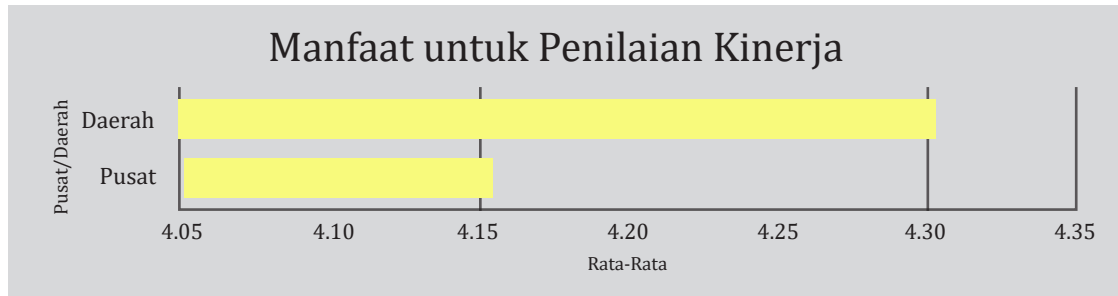 Manfaat untuk Penilaian Kinerja
Pusat/Daerah
Daerah
Pusat
4.05 4.10 4.15 4.20 4.25 4.30 4.35
Rata-Rata